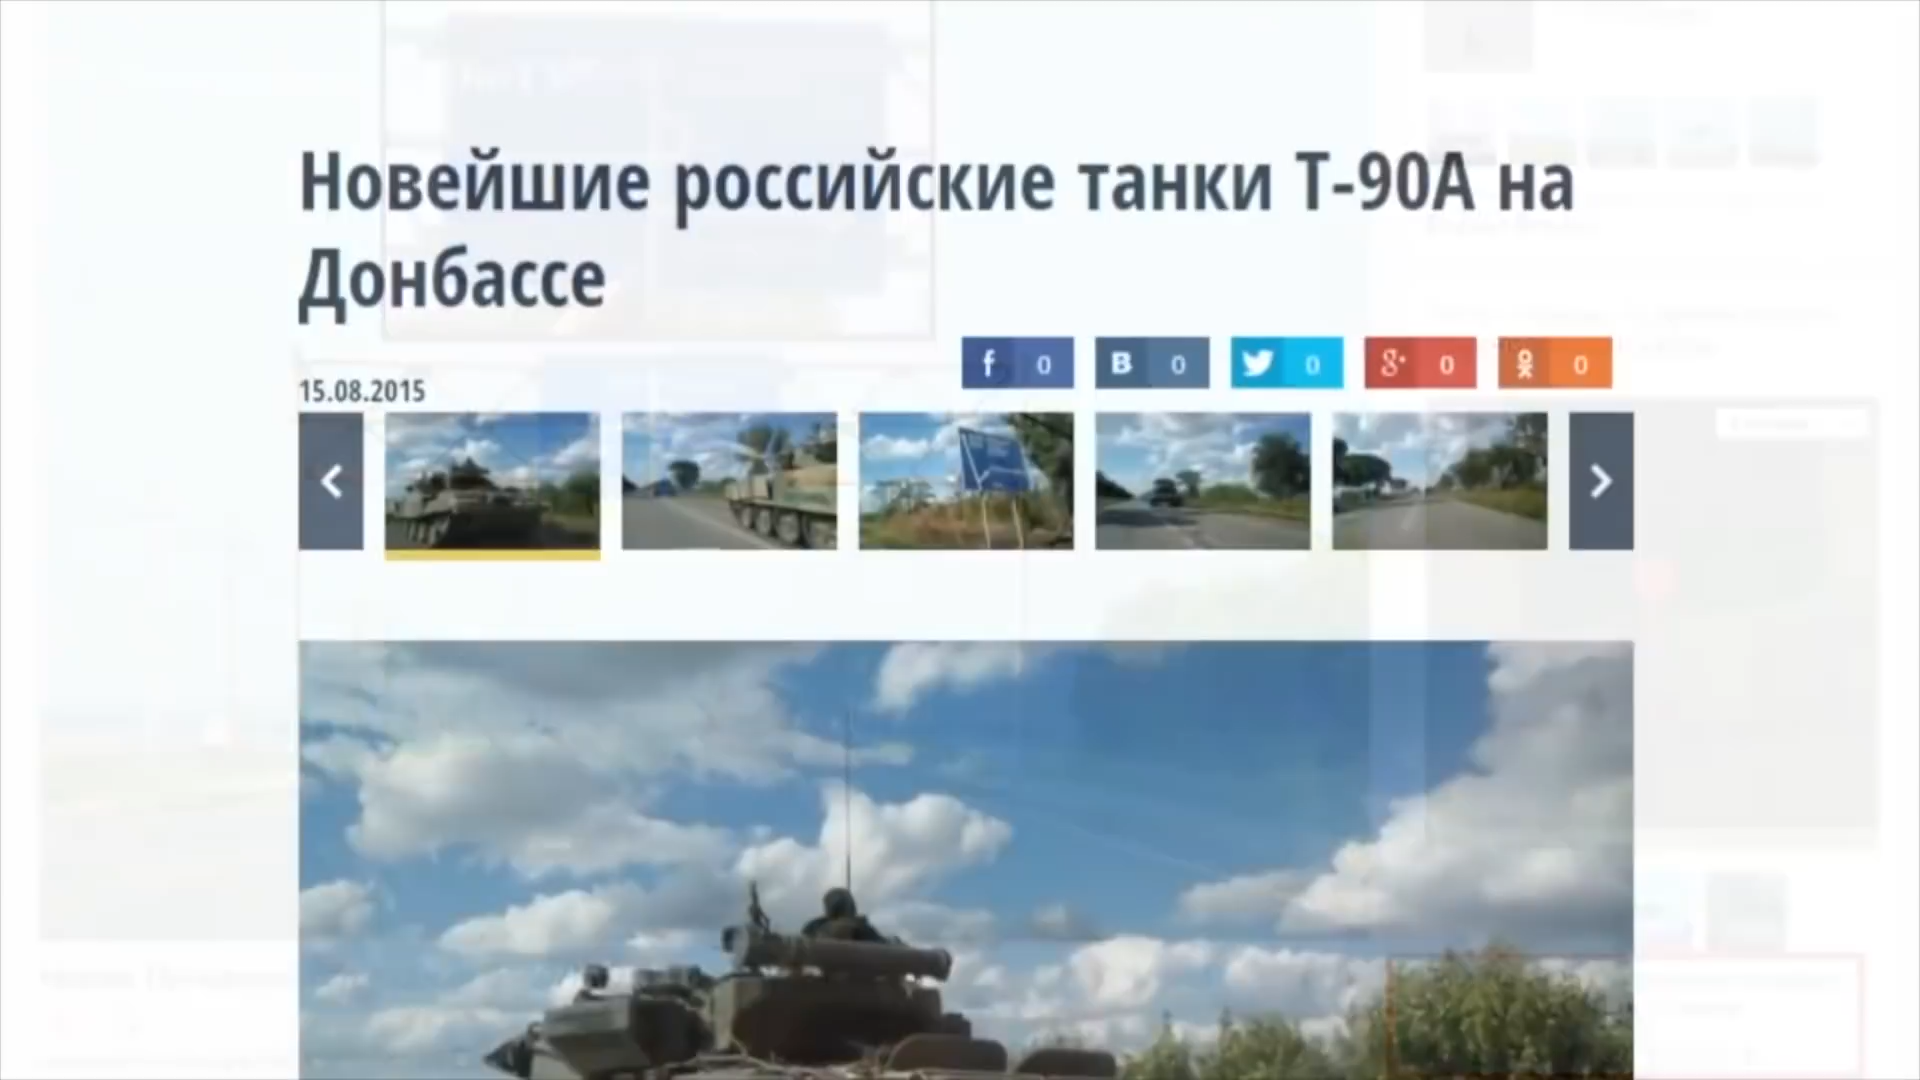 Новейшие российские танки Т-90А на
Донбассе
15.08.2015
f 0
B 0
0
g+ 0
0